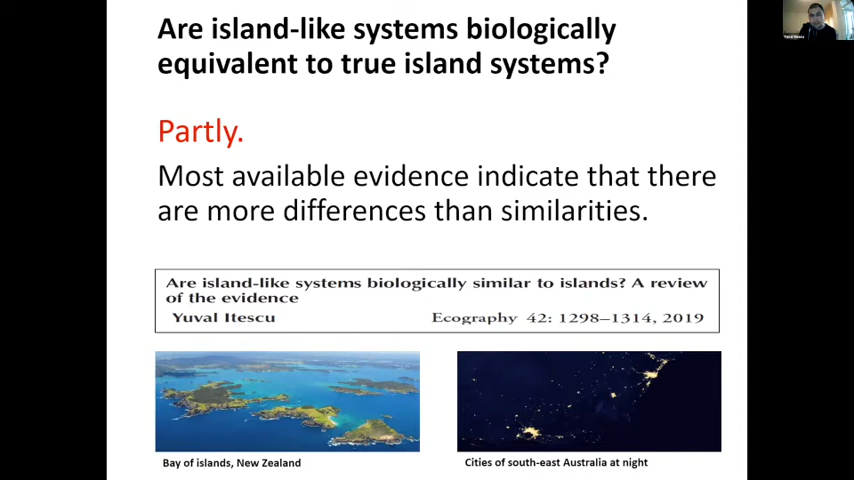 Are island-like systems biologically
equivalent to true island systems?
Partly.
Most available evidence indicate that there
are more differences than similarities.
Are island-like systems biologically similar to islands? A review
of the evidence
Yuval Itescu Ecography 42: 1298–1314, 2019
Bay of islands, New Zealand
Cities of south-east Australia at night
Yuval Itescu